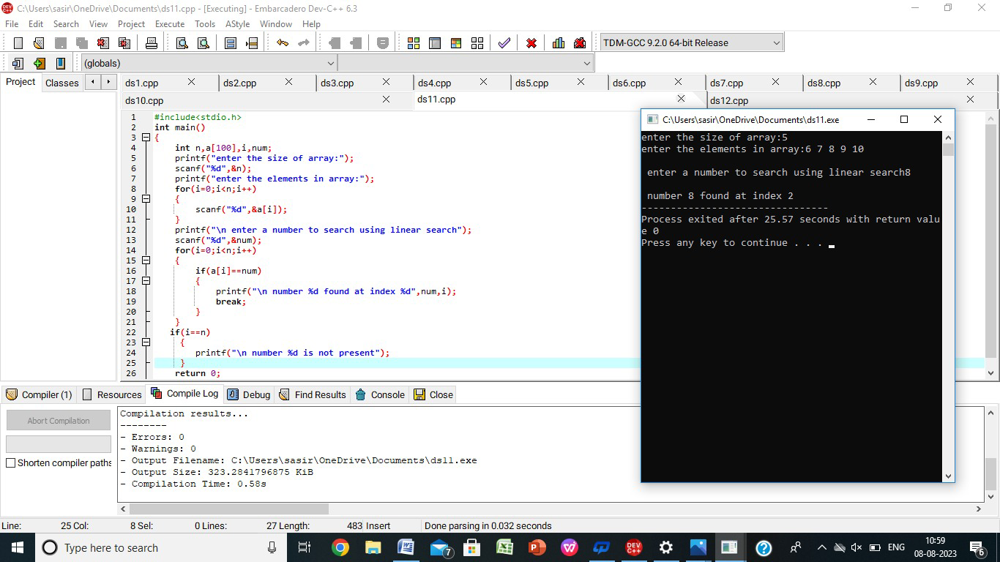 C:\Users\sasir\OneDrive\Documents\ds11.cpp - [Executing] - Embarcadero Dev-C++ 6.3
File Edit Search View Project Execute Tools AStyle Window Help
TDM-GCC 9.2.0 64-bit Release
(globals)
Project Classes ds1.cpp ds2.cpp ds3.cpp ds4.cpp ds5.cpp ds6.cpp ds7.cpp ds8.cpp ds9.cpp
ds10.cpp ds11.cpp ds12.cpp
1 #include<stdio.h>
2 int main()
3 {
4 int n,a[100],i,num;
5 printf("enter the size of array:");
6 scanf("%d",&n);
7 printf("enter the elements in array:");
8 for(i=0;i<n;i++)
9 {
10 scanf("%d",&a[i]);
11 }
12 printf("\n enter a number to search using linear search");
13 scanf("%d",&num);
14 for(i=0;i<n;i++)
15 {
16 if(a[i]==num)
17 {
18 printf("\n number %d found at index %d",num,i);
19 break;
20 }
21 }
22 if(i==n)
23 {
24 printf("\n number %d is not present");
25 }
26 return 0;
C:\Users\sasir\OneDrive\Documents\ds11.exe
enter the size of array:5
enter the elements in array:6 7 8 9 10
enter a number to search using linear search8
number 8 found at index 2
--------------------------------
Process exited after 25.57 seconds with return valu
e 0
Press any key to continue . . .
Compiler (1) Resources Compile Log Debug Find Results Console Close
Abort Compilation
Shorten compiler paths
Compilation results...
--------
- Errors: 0
- Warnings: 0
- Output Filename: C:\Users\sasir\OneDrive\Documents\ds11.exe
- Output Size: 323.2841796875 KiB
- Compilation Time: 0.58s
Line: 25 Col: 8 Sel: 0 Lines: 27 Length: 483 Insert Done parsing in 0.032 seconds
Type here to search
7
DEV C++
ENG
10:59
08-08-2023
6